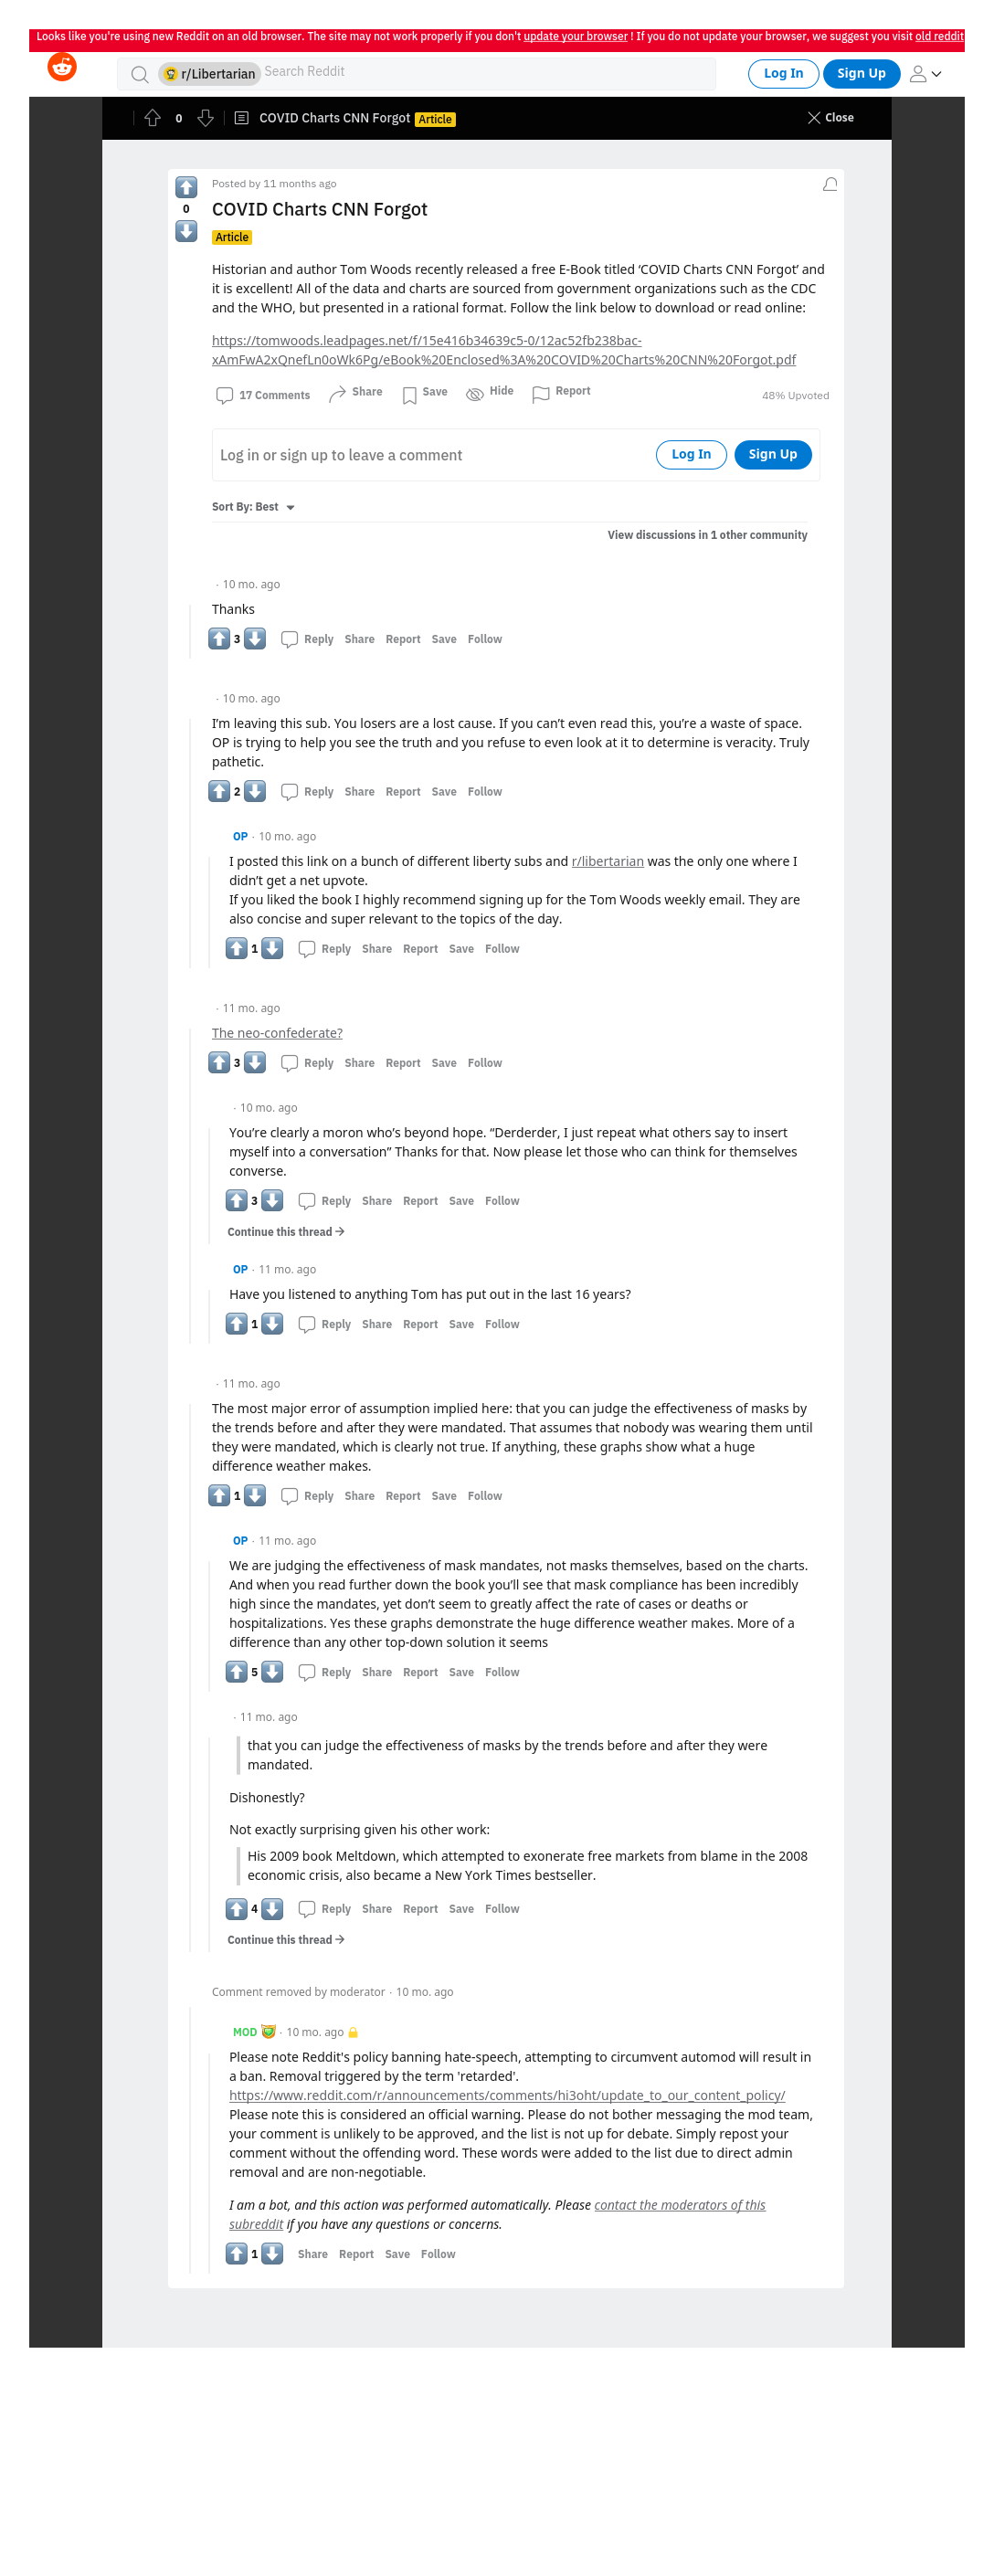 Looks like you're using new Reddit on an old browser. The site may not work properly if you don't update your browser ! If you do not update your browser, we suggest you visit old reddit
r/Libertarian Search Reddit
Log In Sign Up
0 COVID Charts CNN Forgot Article Close
Posted by 11 months ago
0
COVID Charts CNN Forgot
Article
Historian and author Tom Woods recently released a free E-Book titled ‘COVID Charts CNN Forgot’ and
it is excellent! All of the data and charts are sourced from government organizations such as the CDC
and the WHO, but presented in a rational format. Follow the link below to download or read online:
https://tomwoods.leadpages.net/f/15e416b34639c5-0/12ac52fb238bac-
xAmFwA2xQnefLn0oWk6Pg/eBook%20Enclosed%3A%20COVID%20Charts%20CNN%20Forgot.pdf
17 Comments Share Save Hide Report 48% Upvoted
Log in or sign up to leave a comment Log In Sign Up
Sort By: Best
View discussions in 1 other community
· 10 mo. ago
Thanks
3 Reply Share Report Save Follow
· 10 mo. ago
I’m leaving this sub. You losers are a lost cause. If you can’t even read this, you’re a waste of space.
OP is trying to help you see the truth and you refuse to even look at it to determine is veracity. Truly
pathetic.
2 Reply Share Report Save Follow
OP · 10 mo. ago
I posted this link on a bunch of different liberty subs and r/libertarian was the only one where I
didn’t get a net upvote.
If you liked the book I highly recommend signing up for the Tom Woods weekly email. They are
also concise and super relevant to the topics of the day.
1 Reply Share Report Save Follow
· 11 mo. ago
The neo-confederate?
3 Reply Share Report Save Follow
· 10 mo. ago
You’re clearly a moron who’s beyond hope. “Derderder, I just repeat what others say to insert
myself into a conversation” Thanks for that. Now please let those who can think for themselves
converse.
3 Reply Share Report Save Follow
Continue this thread →
OP · 11 mo. ago
Have you listened to anything Tom has put out in the last 16 years?
1 Reply Share Report Save Follow
· 11 mo. ago
The most major error of assumption implied here: that you can judge the effectiveness of masks by
the trends before and after they were mandated. That assumes that nobody was wearing them until
they were mandated, which is clearly not true. If anything, these graphs show what a huge
difference weather makes.
1 Reply Share Report Save Follow
OP · 11 mo. ago
We are judging the effectiveness of mask mandates, not masks themselves, based on the charts.
And when you read further down the book you’ll see that mask compliance has been incredibly
high since the mandates, yet don’t seem to greatly affect the rate of cases or deaths or
hospitalizations. Yes these graphs demonstrate the huge difference weather makes. More of a
difference than any other top-down solution it seems
5 Reply Share Report Save Follow
· 11 mo. ago
that you can judge the effectiveness of masks by the trends before and after they were
mandated.
Dishonestly?
Not exactly surprising given his other work:
His 2009 book Meltdown, which attempted to exonerate free markets from blame in the 2008
economic crisis, also became a New York Times bestseller.
4 Reply Share Report Save Follow
Continue this thread →
Comment removed by moderator · 10 mo. ago
MOD · 10 mo. ago
Please note Reddit's policy banning hate-speech, attempting to circumvent automod will result in
a ban. Removal triggered by the term 'retarded'.
https://www.reddit.com/r/announcements/comments/hi3oht/update_to_our_content_policy/
Please note this is considered an official warning. Please do not bother messaging the mod team,
your comment is unlikely to be approved, and the list is not up for debate. Simply repost your
comment without the offending word. These words were added to the list due to direct admin
removal and are non-negotiable.
I am a bot, and this action was performed automatically. Please contact the moderators of this
subreddit if you have any questions or concerns.
1 Share Report Save Follow